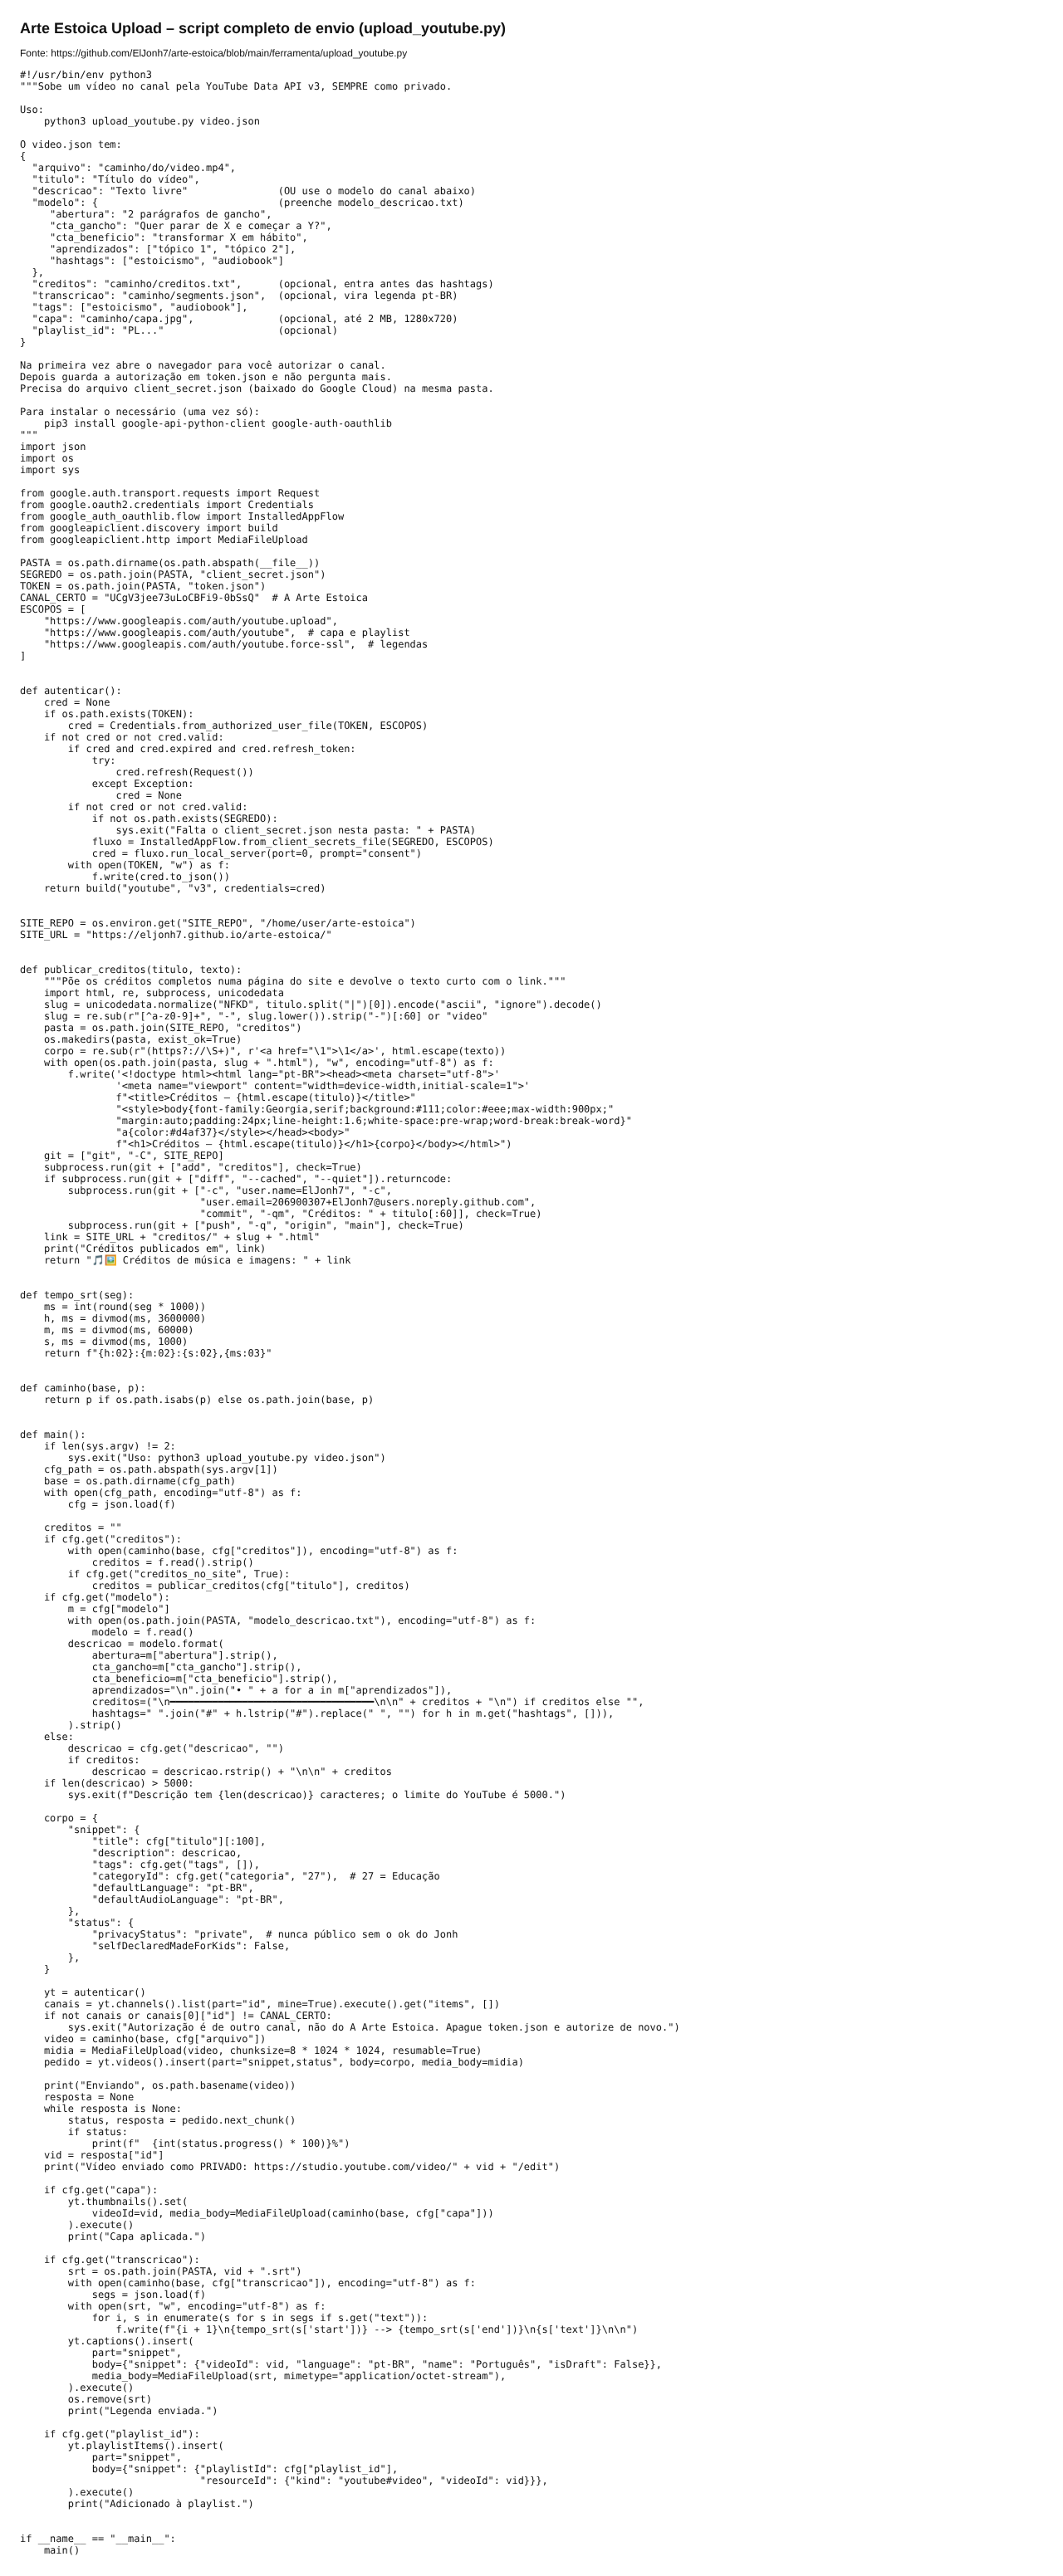 Arte Estoica Upload – script completo de envio (upload_youtube.py)
Fonte: https://github.com/ElJonh7/arte-estoica/blob/main/ferramenta/upload_youtube.py
#!/usr/bin/env python3
"""Sobe um vídeo no canal pela YouTube Data API v3, SEMPRE como privado.

Uso:
    python3 upload_youtube.py video.json

O video.json tem:
{
  "arquivo": "caminho/do/video.mp4",
  "titulo": "Título do vídeo",
  "descricao": "Texto livre"               (OU use o modelo do canal abaixo)
  "modelo": {                              (preenche modelo_descricao.txt)
     "abertura": "2 parágrafos de gancho",
     "cta_gancho": "Quer parar de X e começar a Y?",
     "cta_beneficio": "transformar X em hábito",
     "aprendizados": ["tópico 1", "tópico 2"],
     "hashtags": ["estoicismo", "audiobook"]
  },
  "creditos": "caminho/creditos.txt",      (opcional, entra antes das hashtags)
  "transcricao": "caminho/segments.json",  (opcional, vira legenda pt-BR)
  "tags": ["estoicismo", "audiobook"],
  "capa": "caminho/capa.jpg",              (opcional, até 2 MB, 1280x720)
  "playlist_id": "PL..."                   (opcional)
}

Na primeira vez abre o navegador para você autorizar o canal.
Depois guarda a autorização em token.json e não pergunta mais.
Precisa do arquivo client_secret.json (baixado do Google Cloud) na mesma pasta.

Para instalar o necessário (uma vez só):
    pip3 install google-api-python-client google-auth-oauthlib
"""
import json
import os
import sys

from google.auth.transport.requests import Request
from google.oauth2.credentials import Credentials
from google_auth_oauthlib.flow import InstalledAppFlow
from googleapiclient.discovery import build
from googleapiclient.http import MediaFileUpload

PASTA = os.path.dirname(os.path.abspath(__file__))
SEGREDO = os.path.join(PASTA, "client_secret.json")
TOKEN = os.path.join(PASTA, "token.json")
CANAL_CERTO = "UCgV3jee73uLoCBFi9-0bSsQ"  # A Arte Estoica
ESCOPOS = [
    "https://www.googleapis.com/auth/youtube.upload",
    "https://www.googleapis.com/auth/youtube",  # capa e playlist
    "https://www.googleapis.com/auth/youtube.force-ssl",  # legendas
]


def autenticar():
    cred = None
    if os.path.exists(TOKEN):
        cred = Credentials.from_authorized_user_file(TOKEN, ESCOPOS)
    if not cred or not cred.valid:
        if cred and cred.expired and cred.refresh_token:
            try:
                cred.refresh(Request())
            except Exception:
                cred = None
        if not cred or not cred.valid:
            if not os.path.exists(SEGREDO):
                sys.exit("Falta o client_secret.json nesta pasta: " + PASTA)
            fluxo = InstalledAppFlow.from_client_secrets_file(SEGREDO, ESCOPOS)
            cred = fluxo.run_local_server(port=0, prompt="consent")
        with open(TOKEN, "w") as f:
            f.write(cred.to_json())
    return build("youtube", "v3", credentials=cred)


SITE_REPO = os.environ.get("SITE_REPO", "/home/user/arte-estoica")
SITE_URL = "https://eljonh7.github.io/arte-estoica/"


def publicar_creditos(titulo, texto):
    """Põe os créditos completos numa página do site e devolve o texto curto com o link."""
    import html, re, subprocess, unicodedata
    slug = unicodedata.normalize("NFKD", titulo.split("|")[0]).encode("ascii", "ignore").decode()
    slug = re.sub(r"[^a-z0-9]+", "-", slug.lower()).strip("-")[:60] or "video"
    pasta = os.path.join(SITE_REPO, "creditos")
    os.makedirs(pasta, exist_ok=True)
    corpo = re.sub(r"(https?://\S+)", r'<a href="\1">\1</a>', html.escape(texto))
    with open(os.path.join(pasta, slug + ".html"), "w", encoding="utf-8") as f:
        f.write('<!doctype html><html lang="pt-BR"><head><meta charset="utf-8">'
                '<meta name="viewport" content="width=device-width,initial-scale=1">'
                f"<title>Créditos — {html.escape(titulo)}</title>"
                "<style>body{font-family:Georgia,serif;background:#111;color:#eee;max-width:900px;"
                "margin:auto;padding:24px;line-height:1.6;white-space:pre-wrap;word-break:break-word}"
                "a{color:#d4af37}</style></head><body>"
                f"<h1>Créditos — {html.escape(titulo)}</h1>{corpo}</body></html>")
    git = ["git", "-C", SITE_REPO]
    subprocess.run(git + ["add", "creditos"], check=True)
    if subprocess.run(git + ["diff", "--cached", "--quiet"]).returncode:
        subprocess.run(git + ["-c", "user.name=ElJonh7", "-c",
                              "user.email=206900307+ElJonh7@users.noreply.github.com",
                              "commit", "-qm", "Créditos: " + titulo[:60]], check=True)
        subprocess.run(git + ["push", "-q", "origin", "main"], check=True)
    link = SITE_URL + "creditos/" + slug + ".html"
    print("Créditos publicados em", link)
    return "🎵🖼️ Créditos de música e imagens: " + link


def tempo_srt(seg):
    ms = int(round(seg * 1000))
    h, ms = divmod(ms, 3600000)
    m, ms = divmod(ms, 60000)
    s, ms = divmod(ms, 1000)
    return f"{h:02}:{m:02}:{s:02},{ms:03}"


def caminho(base, p):
    return p if os.path.isabs(p) else os.path.join(base, p)


def main():
    if len(sys.argv) != 2:
        sys.exit("Uso: python3 upload_youtube.py video.json")
    cfg_path = os.path.abspath(sys.argv[1])
    base = os.path.dirname(cfg_path)
    with open(cfg_path, encoding="utf-8") as f:
        cfg = json.load(f)

    creditos = ""
    if cfg.get("creditos"):
        with open(caminho(base, cfg["creditos"]), encoding="utf-8") as f:
            creditos = f.read().strip()
        if cfg.get("creditos_no_site", True):
            creditos = publicar_creditos(cfg["titulo"], creditos)
    if cfg.get("modelo"):
        m = cfg["modelo"]
        with open(os.path.join(PASTA, "modelo_descricao.txt"), encoding="utf-8") as f:
            modelo = f.read()
        descricao = modelo.format(
            abertura=m["abertura"].strip(),
            cta_gancho=m["cta_gancho"].strip(),
            cta_beneficio=m["cta_beneficio"].strip(),
            aprendizados="\n".join("• " + a for a in m["aprendizados"]),
            creditos=("\n━━━━━━━━━━━━━━━━━━━━━━━━━━━━━━━━━━\n\n" + creditos + "\n") if creditos else "",
            hashtags=" ".join("#" + h.lstrip("#").replace(" ", "") for h in m.get("hashtags", [])),
        ).strip()
    else:
        descricao = cfg.get("descricao", "")
        if creditos:
            descricao = descricao.rstrip() + "\n\n" + creditos
    if len(descricao) > 5000:
        sys.exit(f"Descrição tem {len(descricao)} caracteres; o limite do YouTube é 5000.")

    corpo = {
        "snippet": {
            "title": cfg["titulo"][:100],
            "description": descricao,
            "tags": cfg.get("tags", []),
            "categoryId": cfg.get("categoria", "27"),  # 27 = Educação
            "defaultLanguage": "pt-BR",
            "defaultAudioLanguage": "pt-BR",
        },
        "status": {
            "privacyStatus": "private",  # nunca público sem o ok do Jonh
            "selfDeclaredMadeForKids": False,
        },
    }

    yt = autenticar()
    canais = yt.channels().list(part="id", mine=True).execute().get("items", [])
    if not canais or canais[0]["id"] != CANAL_CERTO:
        sys.exit("Autorização é de outro canal, não do A Arte Estoica. Apague token.json e autorize de novo.")
    video = caminho(base, cfg["arquivo"])
    midia = MediaFileUpload(video, chunksize=8 * 1024 * 1024, resumable=True)
    pedido = yt.videos().insert(part="snippet,status", body=corpo, media_body=midia)

    print("Enviando", os.path.basename(video))
    resposta = None
    while resposta is None:
        status, resposta = pedido.next_chunk()
        if status:
            print(f"  {int(status.progress() * 100)}%")
    vid = resposta["id"]
    print("Vídeo enviado como PRIVADO: https://studio.youtube.com/video/" + vid + "/edit")

    if cfg.get("capa"):
        yt.thumbnails().set(
            videoId=vid, media_body=MediaFileUpload(caminho(base, cfg["capa"]))
        ).execute()
        print("Capa aplicada.")

    if cfg.get("transcricao"):
        srt = os.path.join(PASTA, vid + ".srt")
        with open(caminho(base, cfg["transcricao"]), encoding="utf-8") as f:
            segs = json.load(f)
        with open(srt, "w", encoding="utf-8") as f:
            for i, s in enumerate(s for s in segs if s.get("text")):
                f.write(f"{i + 1}\n{tempo_srt(s['start'])} --> {tempo_srt(s['end'])}\n{s['text']}\n\n")
        yt.captions().insert(
            part="snippet",
            body={"snippet": {"videoId": vid, "language": "pt-BR", "name": "Português", "isDraft": False}},
            media_body=MediaFileUpload(srt, mimetype="application/octet-stream"),
        ).execute()
        os.remove(srt)
        print("Legenda enviada.")

    if cfg.get("playlist_id"):
        yt.playlistItems().insert(
            part="snippet",
            body={"snippet": {"playlistId": cfg["playlist_id"],
                              "resourceId": {"kind": "youtube#video", "videoId": vid}}},
        ).execute()
        print("Adicionado à playlist.")


if __name__ == "__main__":
    main()